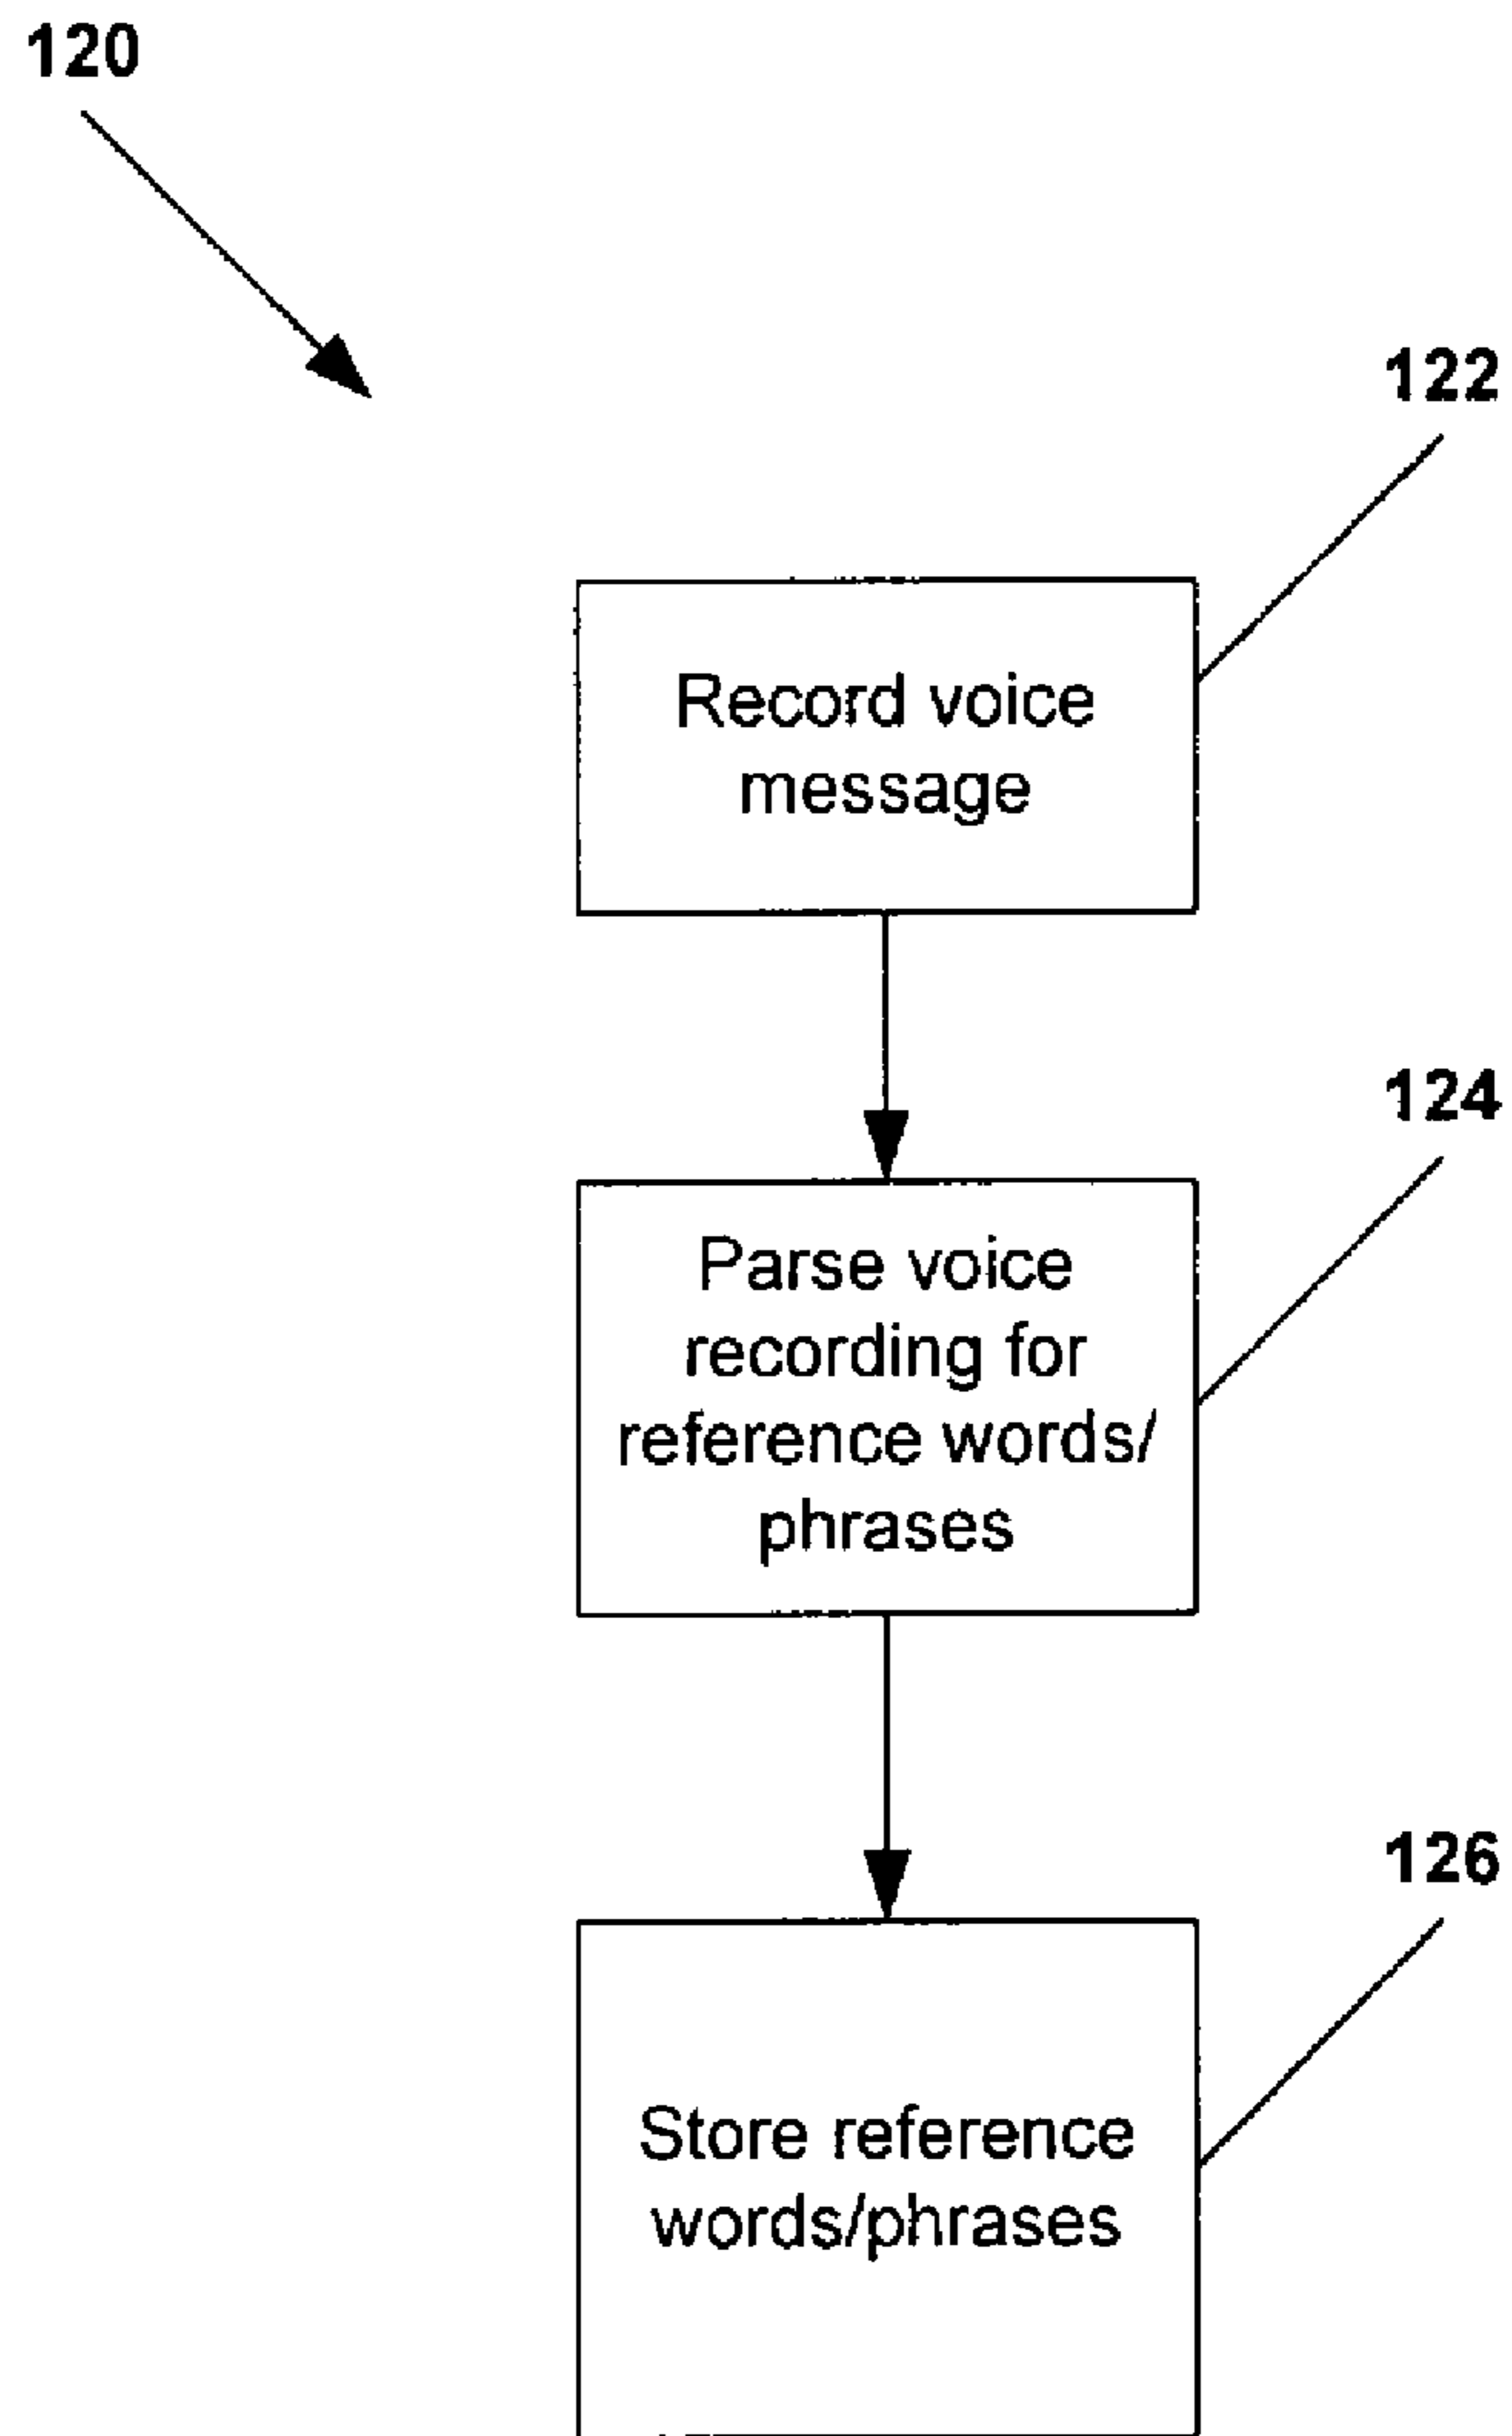 120
122
Record voice
message
124
Parse voice
recording for
reference words/
phrases
126
Store reference
words/phrases